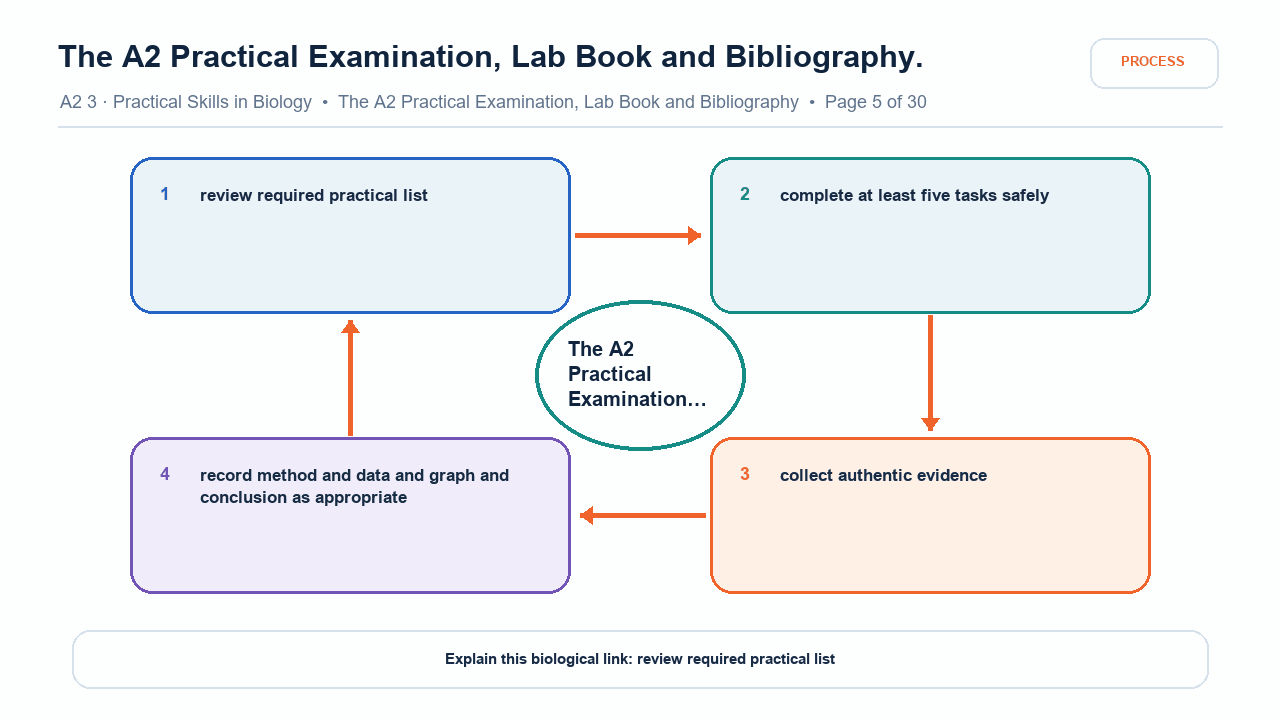 The A2 Practical Examination, Lab Book and Bibliography.
PROCESS
A2 3 · Practical Skills in Biology • The A2 Practical Examination, Lab Book and Bibliography • Page 5 of 30
1 review required practical list
2 complete at least five tasks safely
The A2
Practical
Examination…
4 record method and data and graph and
conclusion as appropriate
3 collect authentic evidence
Explain this biological link: review required practical list